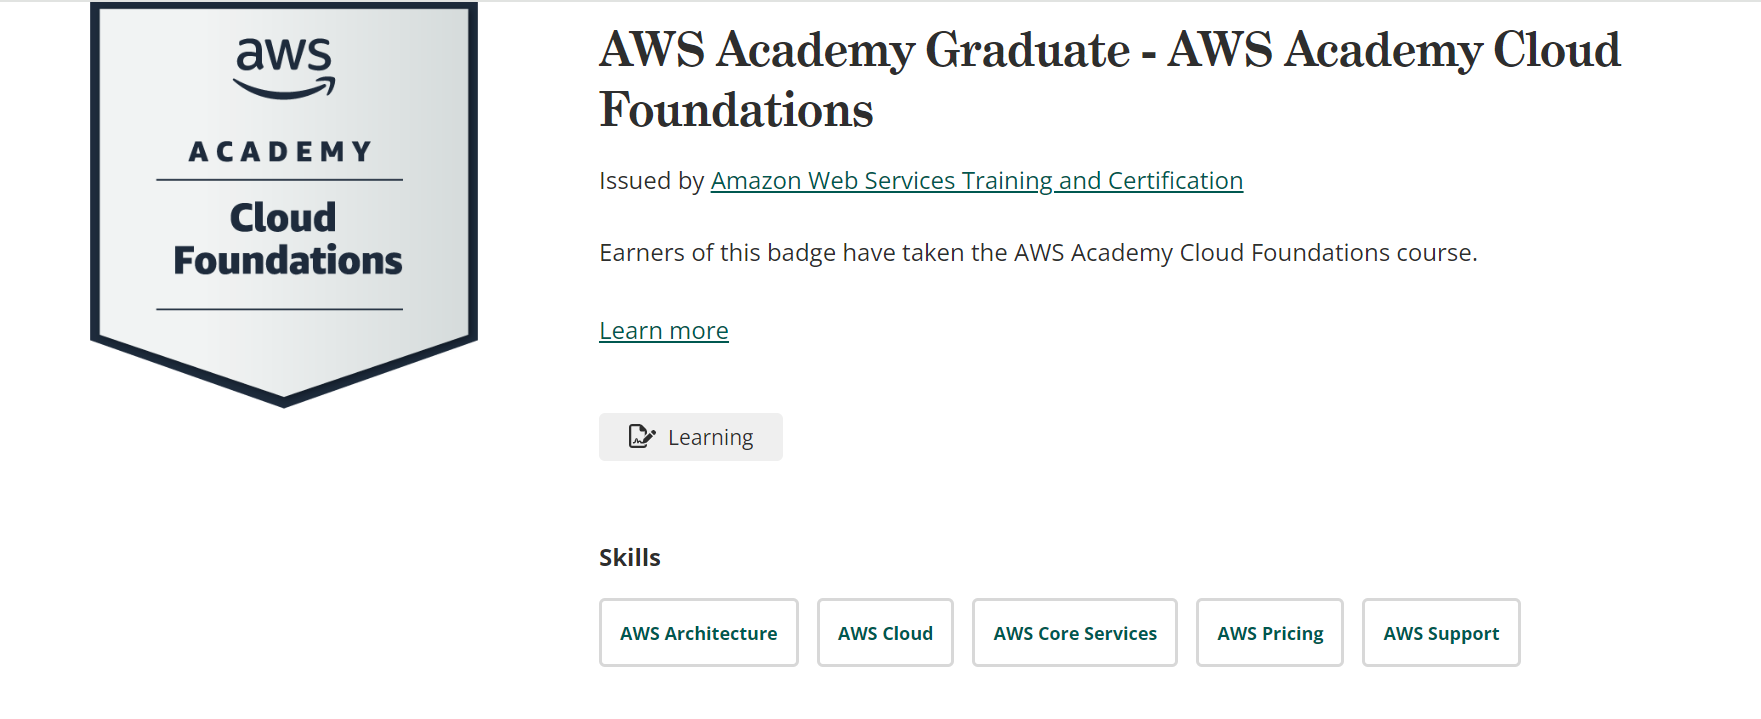 aws
ACADEMY
Cloud
Foundations
AWS Academy Graduate - AWS Academy Cloud
Foundations
Issued by Amazon Web Services Training and Certification
Earners of this badge have taken the AWS Academy Cloud Foundations course.
Learn more
Learning
Skills
AWS Architecture
AWS Cloud
AWS Core Services
AWS Pricing
AWS Support